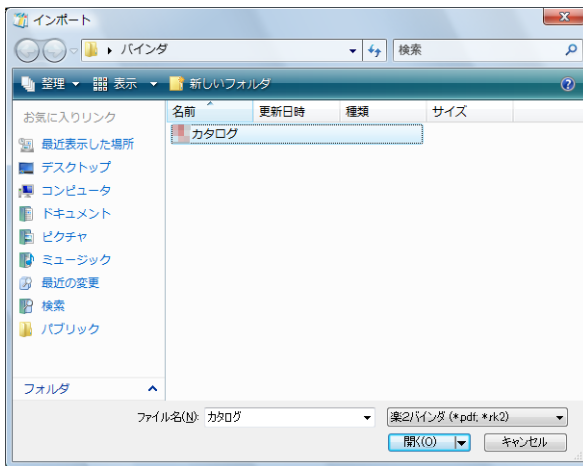 インポート
バインダ
検索
整理 表示 新しいフォルダ
お気に入りリンク
名前 更新日時 種類 サイズ
カタログ
最近表示した場所
デスクトップ
コンピュータ
ドキュメント
ピクチャ
ミュージック
最近の変更
検索
パブリック
フォルダ
ファイル名(N): カタログ
楽2バインダ (*pdf; *rk2)
開く(O)
キャンセル